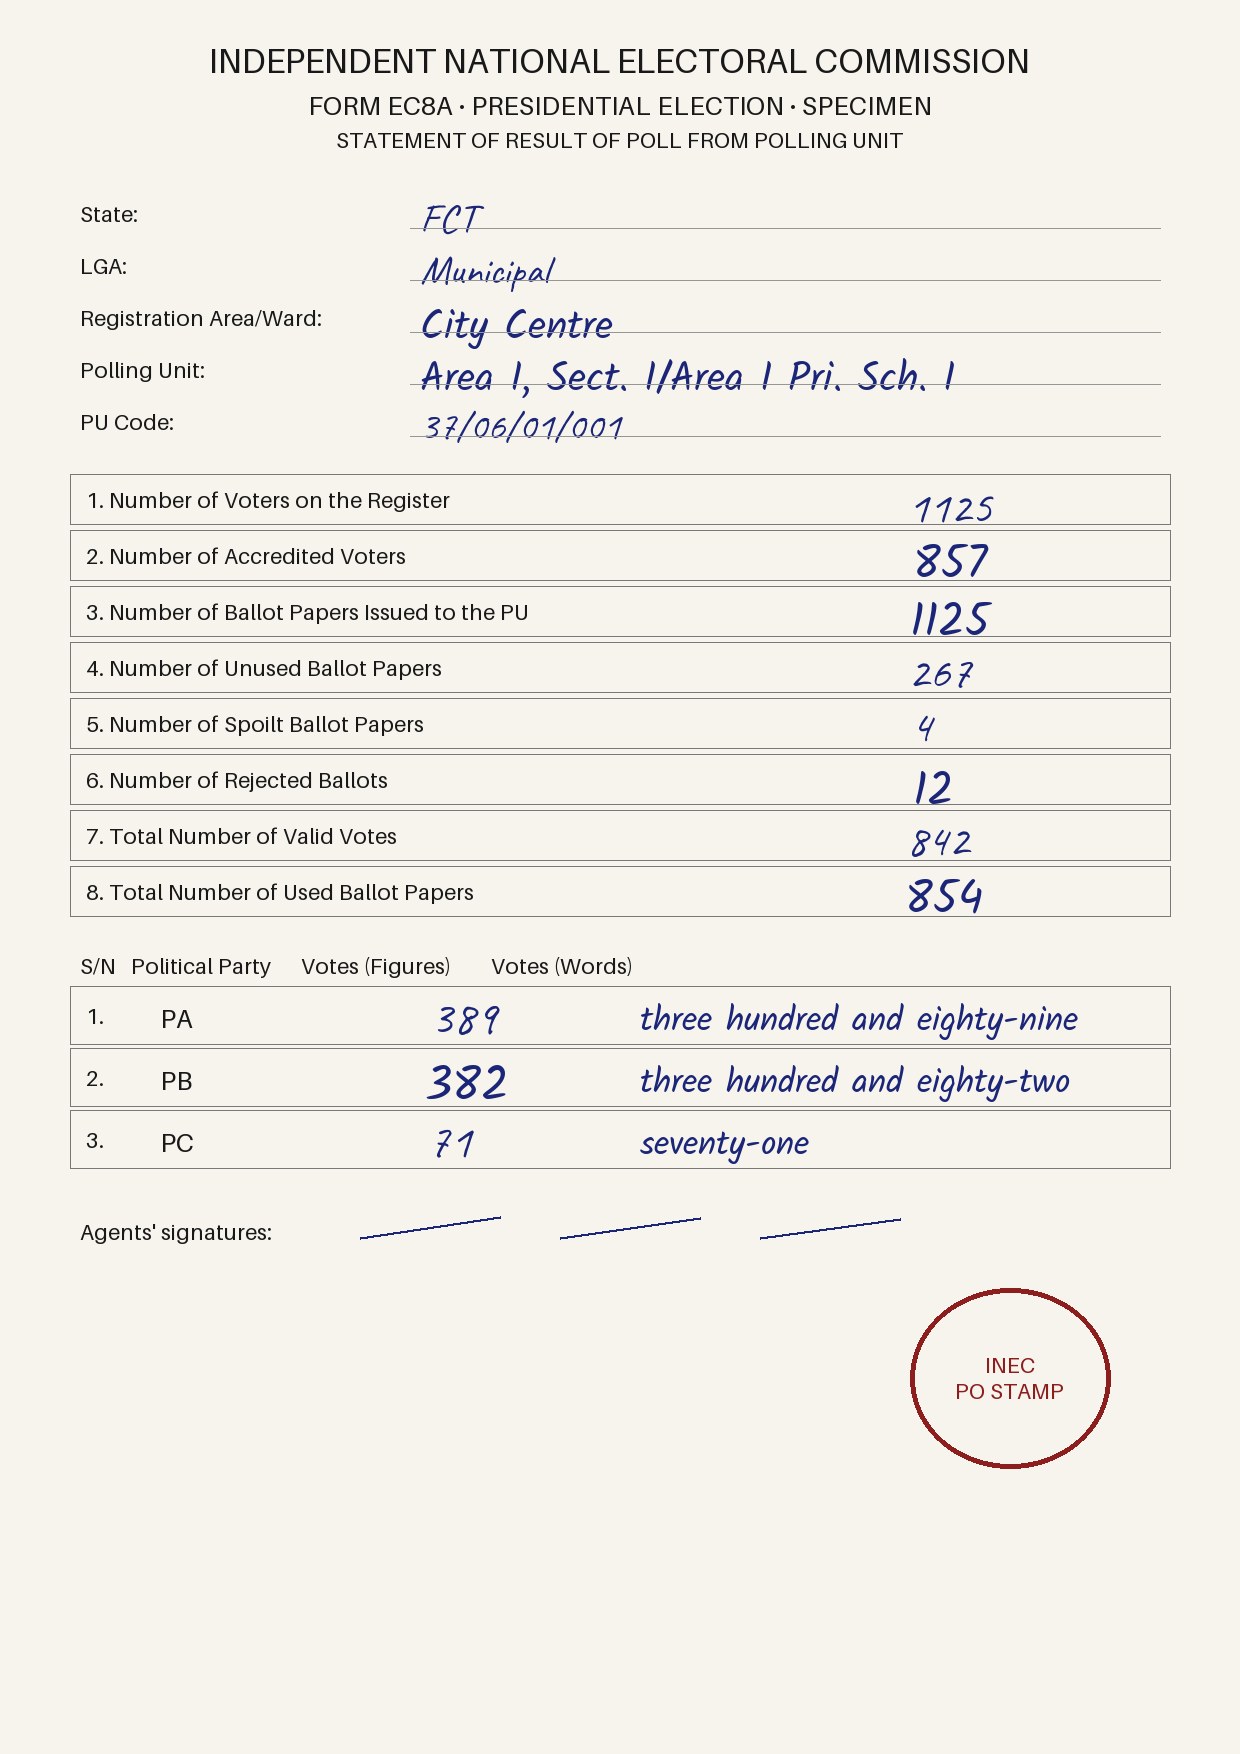 INDEPENDENT NATIONAL ELECTORAL COMMISSION
FORM EC8A · PRESIDENTIAL ELECTION · SPECIMEN
STATEMENT OF RESULT OF POLL FROM POLLING UNIT
State: FCT
LGA: Municipal
Registration Area/Ward: City Centre
Polling Unit: Area 1, Sect. 1/Area 1 Pri. Sch. 1
PU Code: 37/06/01/001
1. Number of Voters on the Register 1125
2. Number of Accredited Voters 857
3. Number of Ballot Papers Issued to the PU 1125
4. Number of Unused Ballot Papers 267
5. Number of Spoilt Ballot Papers 4
6. Number of Rejected Ballots 12
7. Total Number of Valid Votes 842
8. Total Number of Used Ballot Papers 854
S/N Political Party Votes (Figures) Votes (Words)
1. PA 389 three hundred and eighty-nine
2. PB 382 three hundred and eighty-two
3. PC 71 seventy-one
Agents' signatures:
INEC
PO STAMP